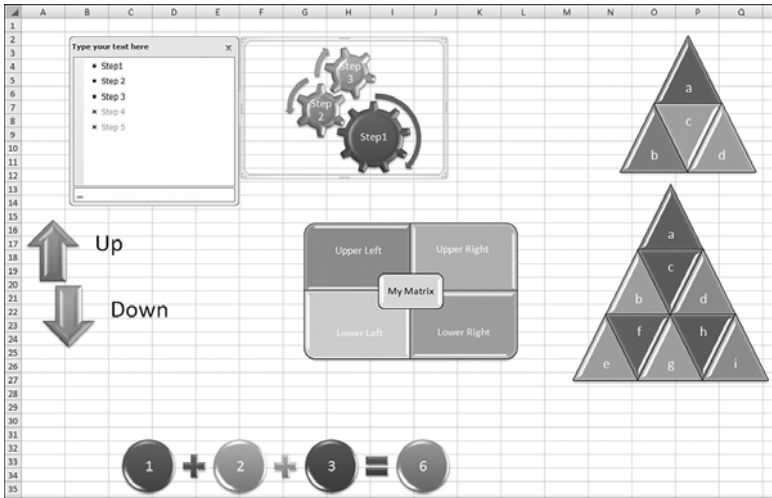 A B C D E F G H I J K L M N O P Q
1
2
Type your text here x
3
Step1
4
Step 2
5
Step 3
6
Step 4
7
Step 5
8
9
10
11
12
13
14
15
16
17
18
19
20
21
22
23
24
25
26
27
28
29
30
31
32
33
34
35
Step 3
Step 2
Step1
a
b c d
Up
Down
Upper Left Upper Right
My Matrix
Lower Left Lower Right
a
b c d
e f g h i
1 + 2 + 3 = 6